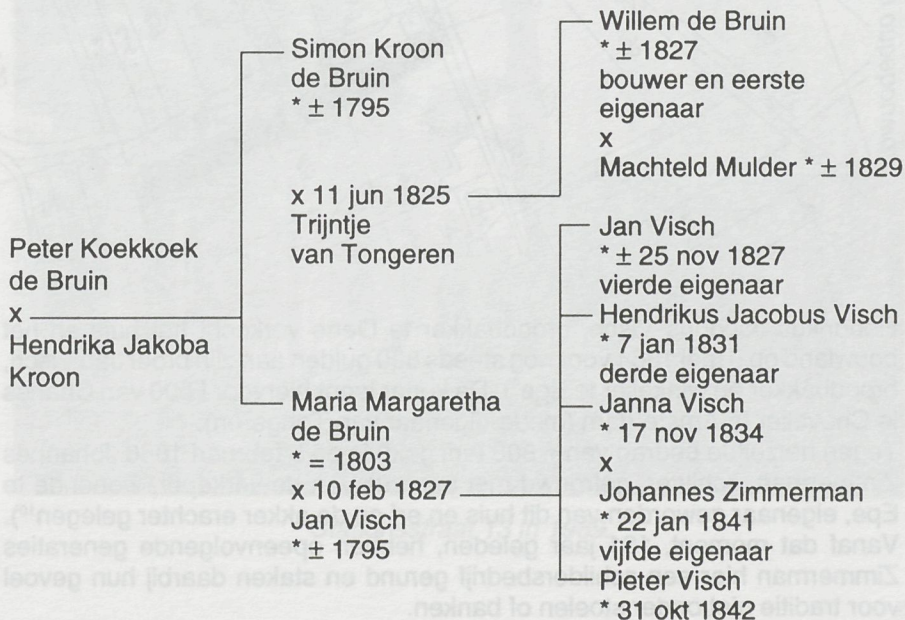 Peter Koekkoek
de Bruin
x
Hendrika Jakoba
Kroon
Simon Kroon
de Bruin
* ± 1795
x 11 jun 1825
Trijntje
van Tongeren
Maria Margaretha
de Bruin
* = 1803
x 10 feb 1827
Jan Visch
* ± 1795
Willem de Bruin
* ± 1827
bouwer en eerste
eigenaar
x
Machteld Mulder * ± 1829
Jan Visch
* ± 25 nov 1827
vierde eigenaar
Hendrikus Jacobus Visch
* 7 jan 1831
derde eigenaar
Janna Visch
* 17 nov 1834
x
Johannes Zimmerman
* 22 jan 1841
vijfde eigenaar
Pieter Visch
* 31 okt 1842